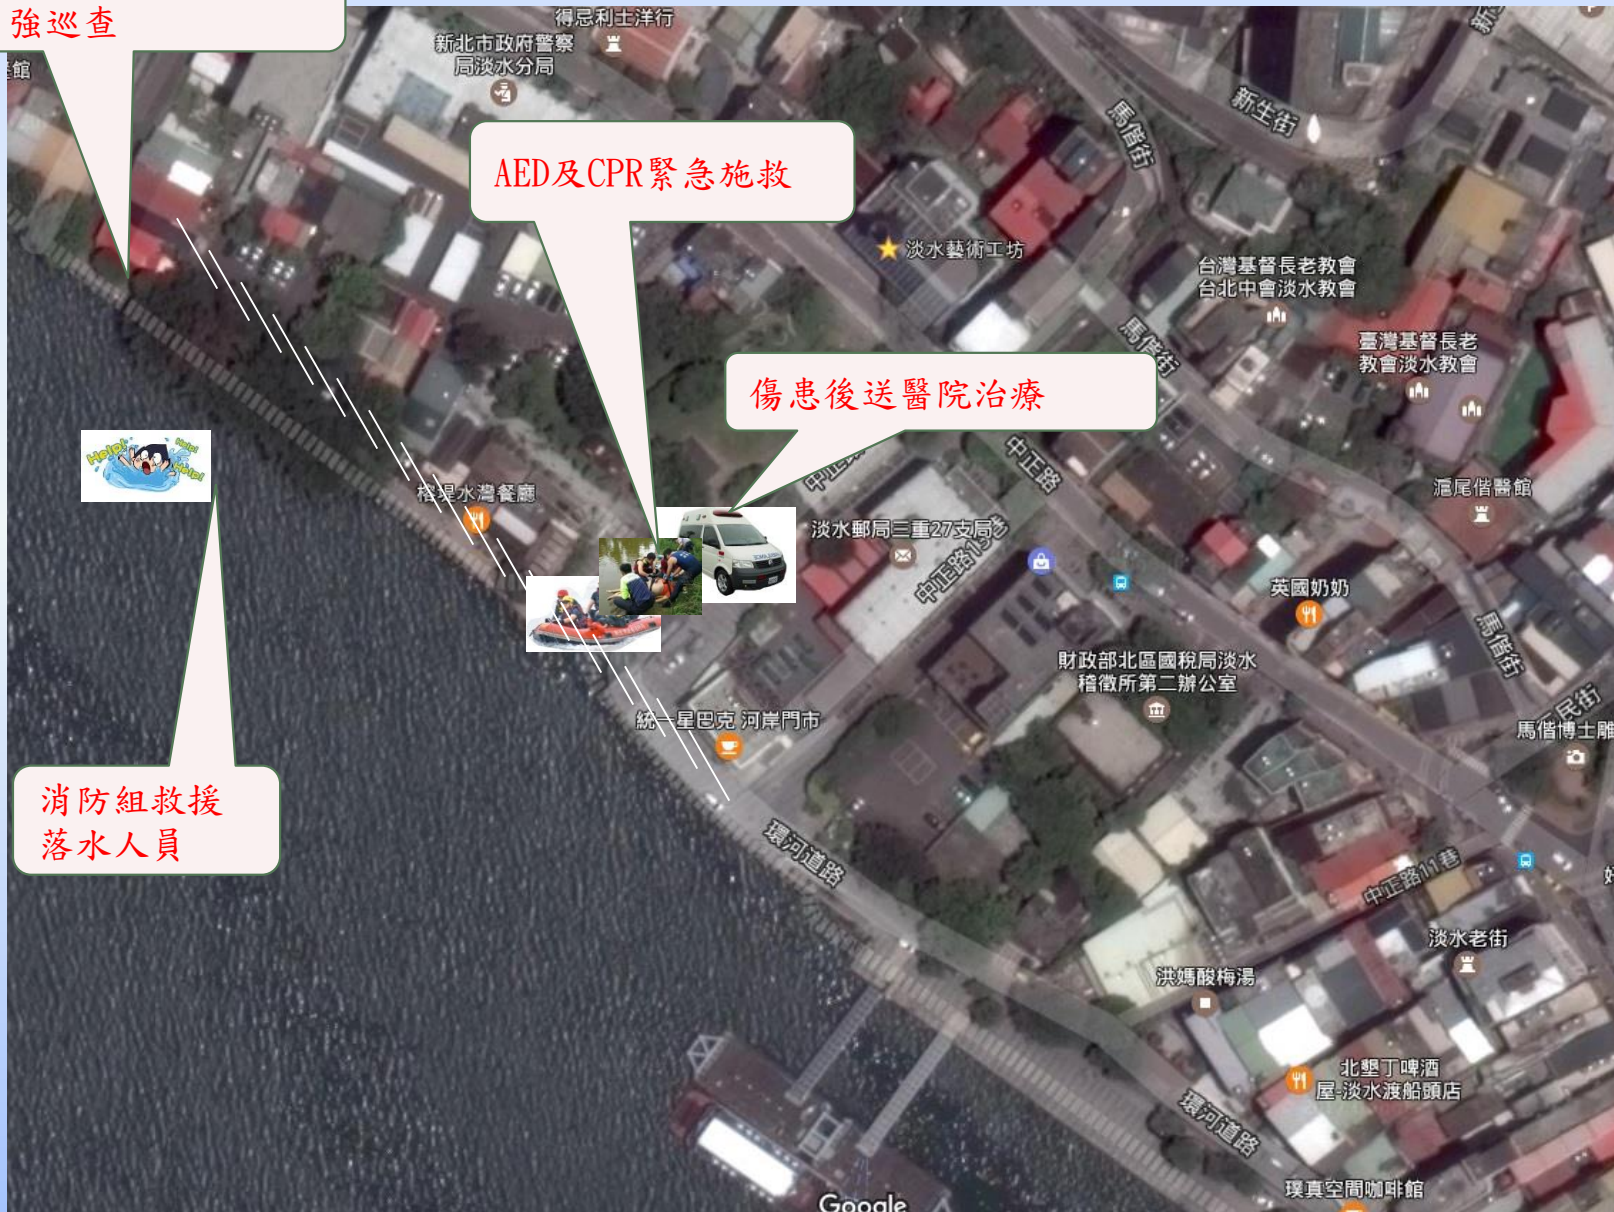 強巡查
得忌利士洋行
新北市政府警察
局淡水分局
館
AED及CPR緊急施救
新生街
馬偕街
淡水藝術工坊
台灣基督長老教會
台北中會淡水教會
馬偕街
臺灣基督長老
教會淡水教會
傷患後送醫院治療
Help!
Help!
Help!
中正路
中正路
滬尾偕醫館
榕堤水灣餐廳
淡水郵局三重27支局
中正路15巷
英國奶奶
馬偕街
財政部北區國稅局淡水
稽徵所第二辦公室
三民街
馬偕博士雕
統一星巴克 河岸門市
消防組救援
落水人員
環河道路
中正路11巷
淡水老街
洪媽酸梅湯
北墾丁啤酒
屋-淡水渡船頭店
環河道路
璞真空間咖啡館
Google